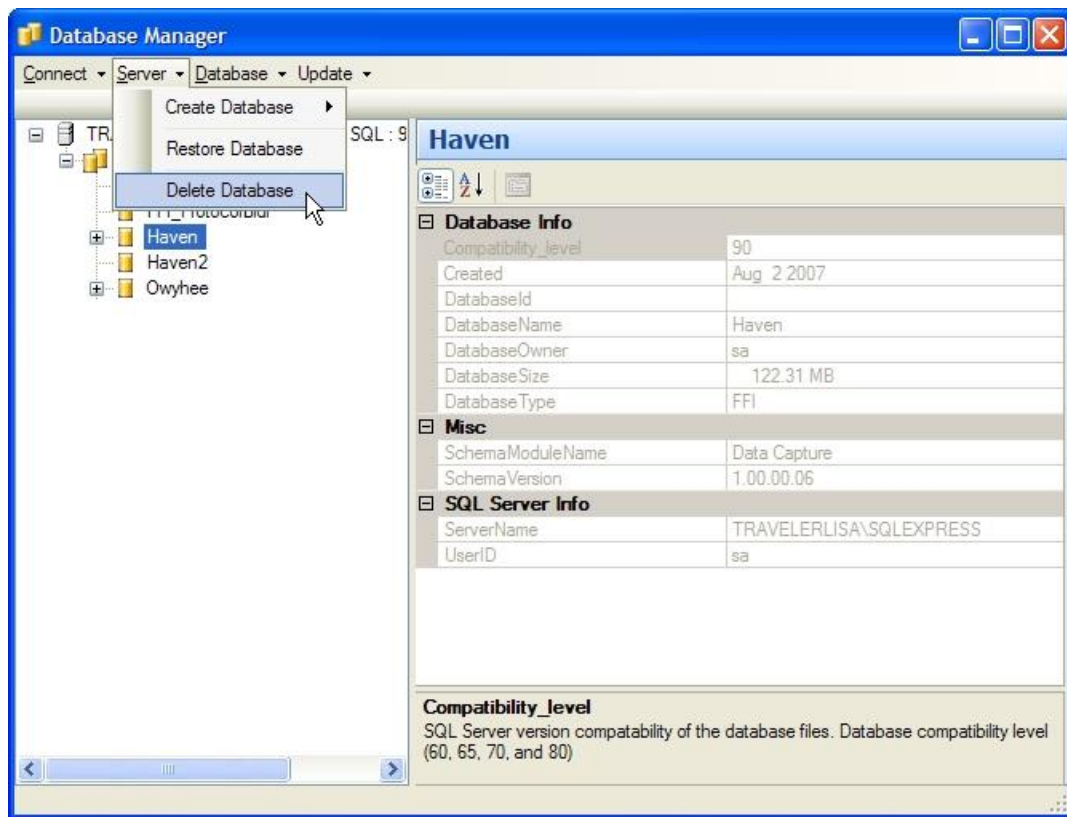 Database Manager
Connect Server Database Update
Create Database
Restore Database
Delete Database
SQL : 9
Haven
Haven2
Owyhee
Haven
Database Info
Compatibility_level 90
Created Aug 2 2007
DatabaseId
DatabaseName Haven
DatabaseOwner sa
DatabaseSize 122.31 MB
DatabaseType FFI
Misc
SchemaModuleName Data Capture
SchemaVersion 1.00.00.06
SQL Server Info
ServerName TRAVELERLISA\SQLEXPRESS
UserID sa
Compatibility_level
SQL Server version compatability of the database files. Database compatibility level
(60, 65, 70, and 80)